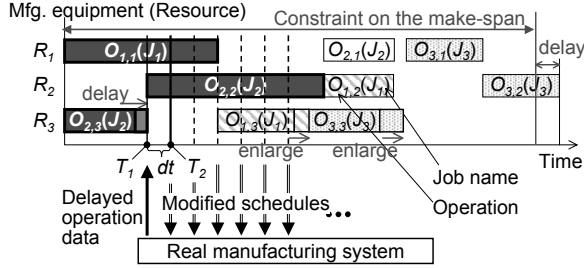 Mfg. equipment (Resource)
Constraint on the make-span
R1 O1,1(J1) O2,1(J2) O3,1(J3) delay
R2 O2,2(J2) O1,2(J1) O3,2(J3)
delay
R3 O2,3(J2) O1,3(J1) O3,3(J3)
enlarge enlarge
T1 dt T2 Time
Job name
Delayed operation data
Modified schedules ... Operation
Real manufacturing system